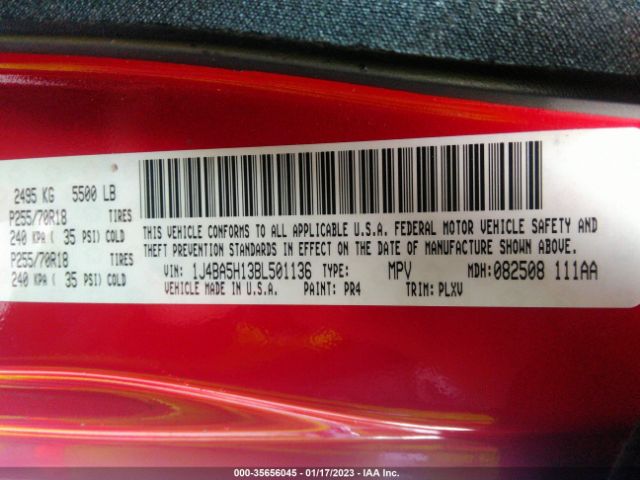 2495 KG 5500 LB
P255/70R18 TIRES
240 KPA ( 35 PSI) COLD
P255/70R18 TIRES
240 KPA ( 35 PSI) COLD
THIS VEHICLE CONFORMS TO ALL APPLICABLE U.S.A. FEDERAL MOTOR VEHICLE SAFETY AND
THEFT PREVENTION STANDARDS IN EFFECT ON THE DATE OF MANUFACTURE SHOWN ABOVE.
VIN: 1J4BA5H13BL501136 TYPE: MPV MDH: 082508 111AA
VEHICLE MADE IN U.S.A. PAINT: PR4 TRIM: PLXV
000-35656045 / 01/17/2023 - IAA Inc.